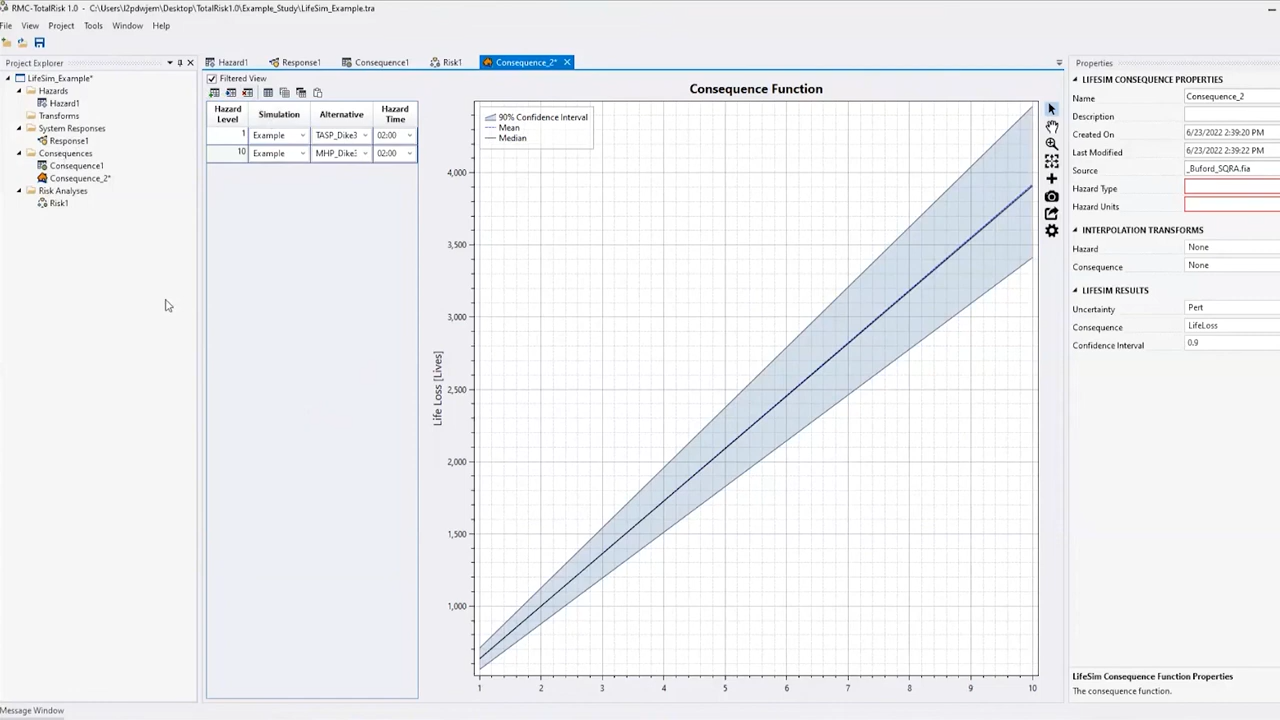 RMC-TotalRisk 1.0 - C:\Users\l2pdwjem\Desktop\TotalRisk1.0\Example_Study\LifeSim_Example.tra
File View Project Tools Window Help
Project Explorer
LifeSim_Example*
Hazards
Hazard1
Transforms
System Responses
Response1
Consequences
Consequence1
Consequence_2*
Risk Analyses
Risk1
Message Window
Hazard1 Response1 Consequence1 Risk1 Consequence_2*
Filtered View
Hazard Level Simulation Alternative Hazard Time
1 Example TASP_Dike3 02:00
10 Example MHP_Dike3 02:00
Consequence Function
90% Confidence Interval
Mean
Median
Life Loss [Lives]
4,000
3,500
3,000
2,500
2,000
1,500
1,000
1 2 3 4 5 6 7 8 9 10
Properties
LIFESIM CONSEQUENCE PROPERTIES
Name Consequence_2
Description
Created On 6/23/2022 2:39:20 PM
Last Modified 6/23/2022 2:39:22 PM
Source _Buford_SQRA.fia
Hazard Type
Hazard Units
INTERPOLATION TRANSFORMS
Hazard None
Consequence None
LIFESIM RESULTS
Uncertainty Pert
Consequence LifeLoss
Confidence Interval 0.9
LifeSim Consequence Function Properties
The consequence function.